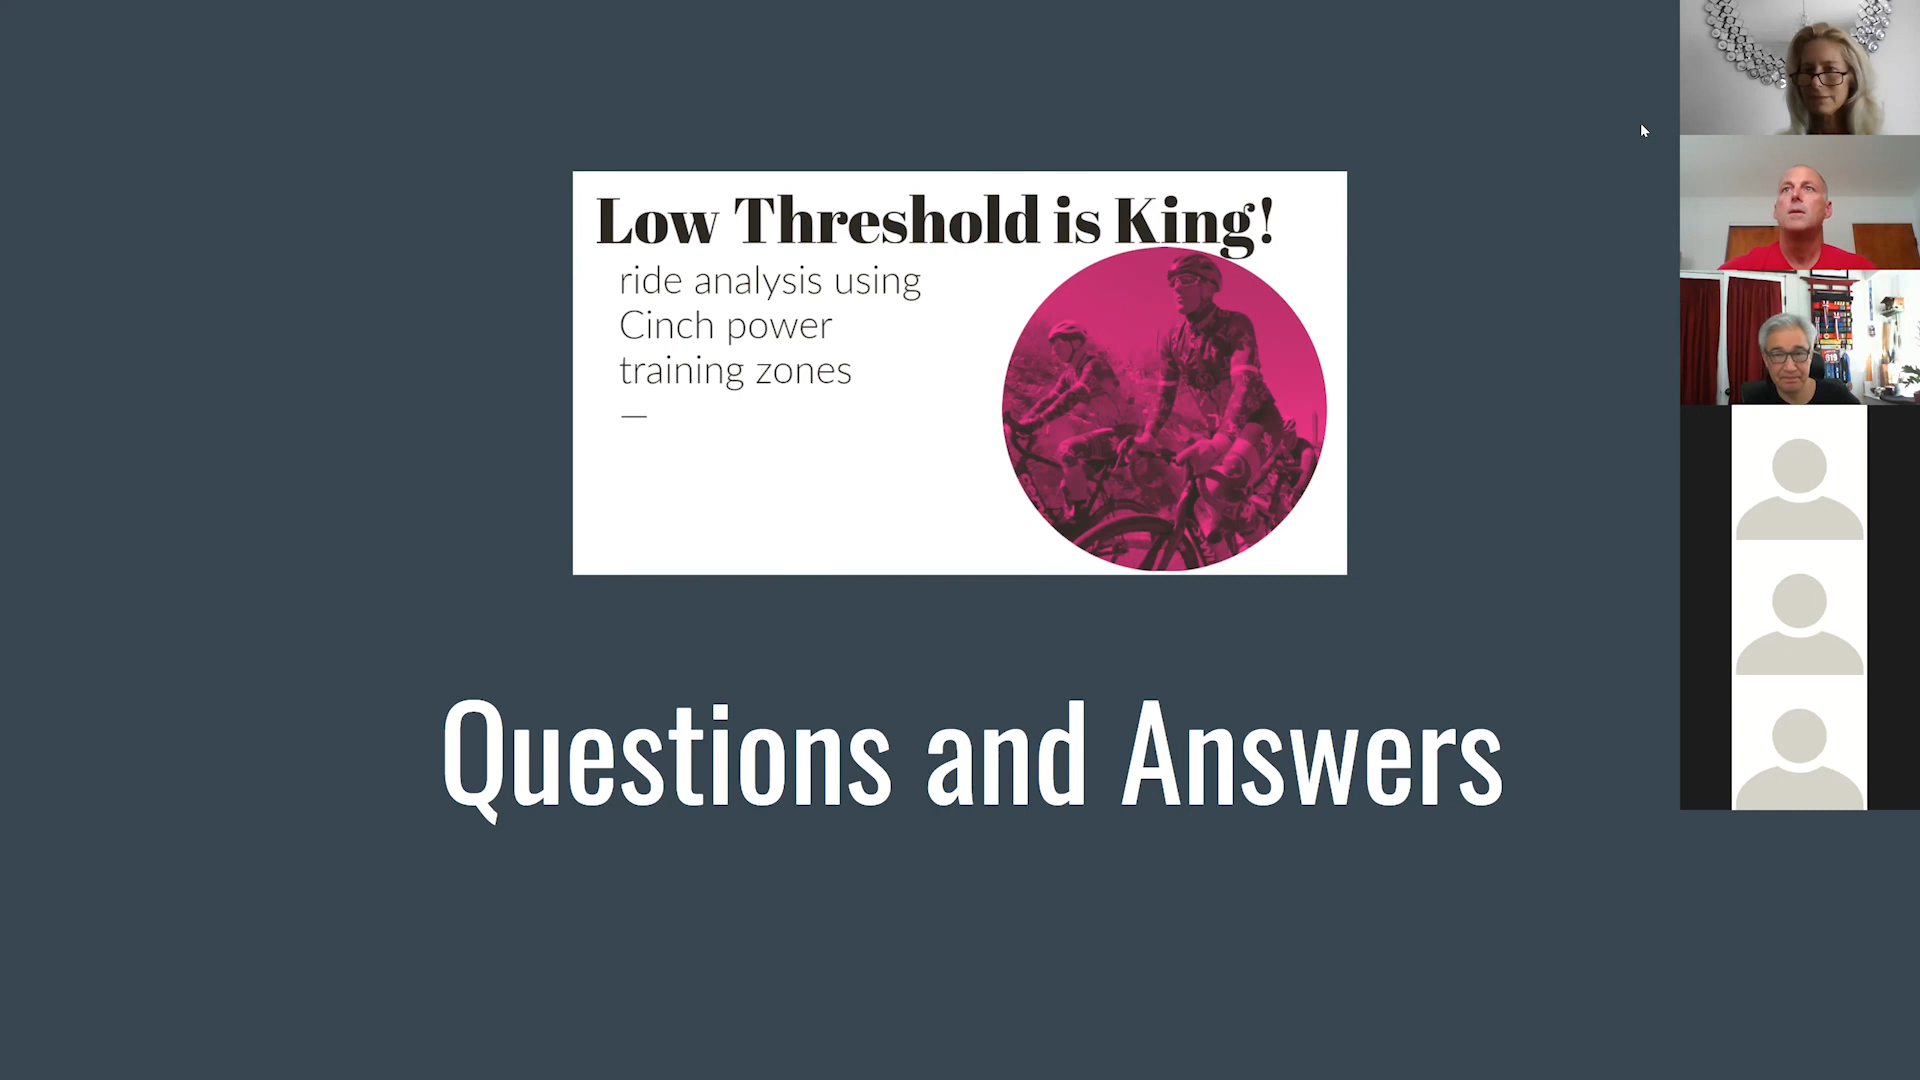 Low Threshold is King!
ride analysis using
Cinch power
training zones
—
Questions and Answers